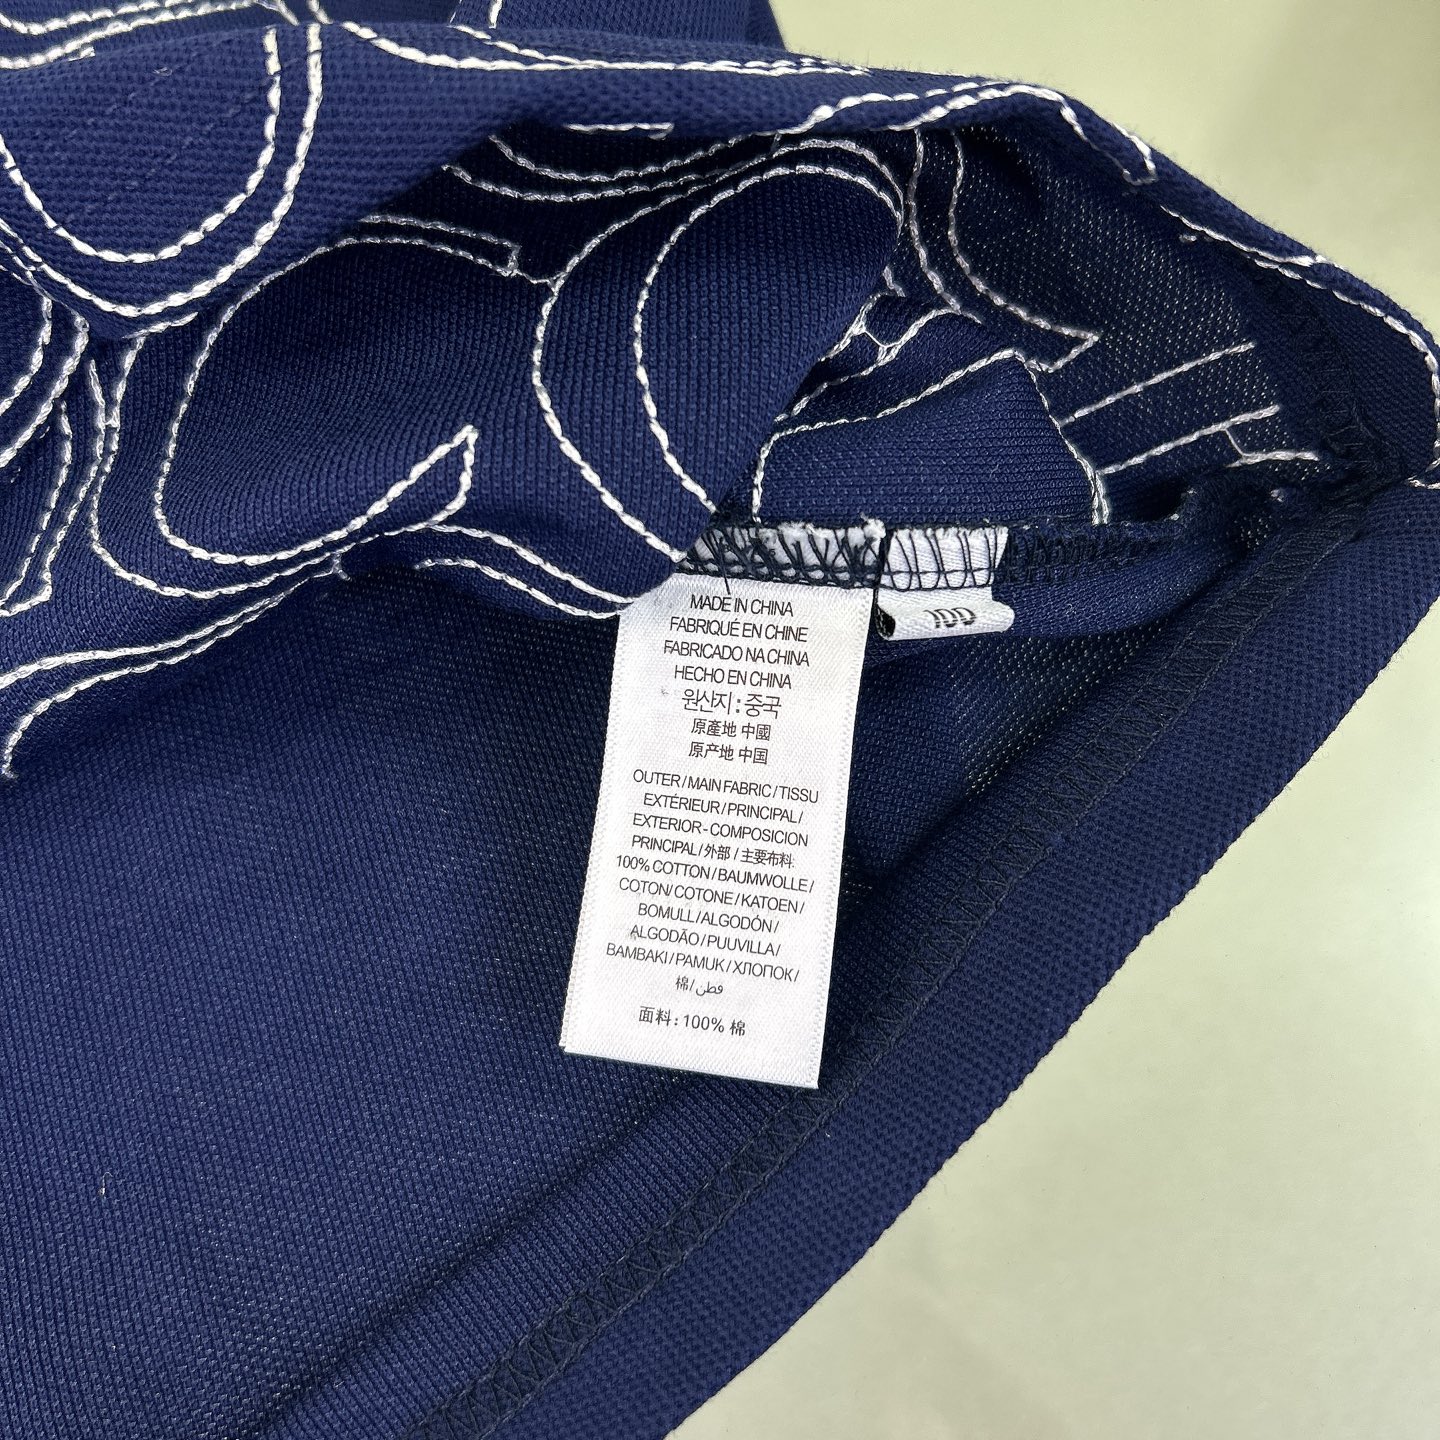 MADE IN CHINA
FABRIQUÉ EN CHINE
FABRICADO NA CHINA
HECHO EN CHINA
원산지 : 중국
原產地 中國
原产地 中国
OUTER / MAIN FABRIC / TISSU
EXTÉRIEUR / PRINCIPAL /
EXTERIOR - COMPOSICION
PRINCIPAL / 外部 / 主要布料:
100% COTTON / BAUMWOLLE /
COTON/ COTONE / KATOEN /
BOMULL / ALGODÓN /
ALGODÃO / PUUVILLA /
BAMBAKI / PAMUK / ХЛОПОК /
棉/ قطن
面料 : 100% 棉
100